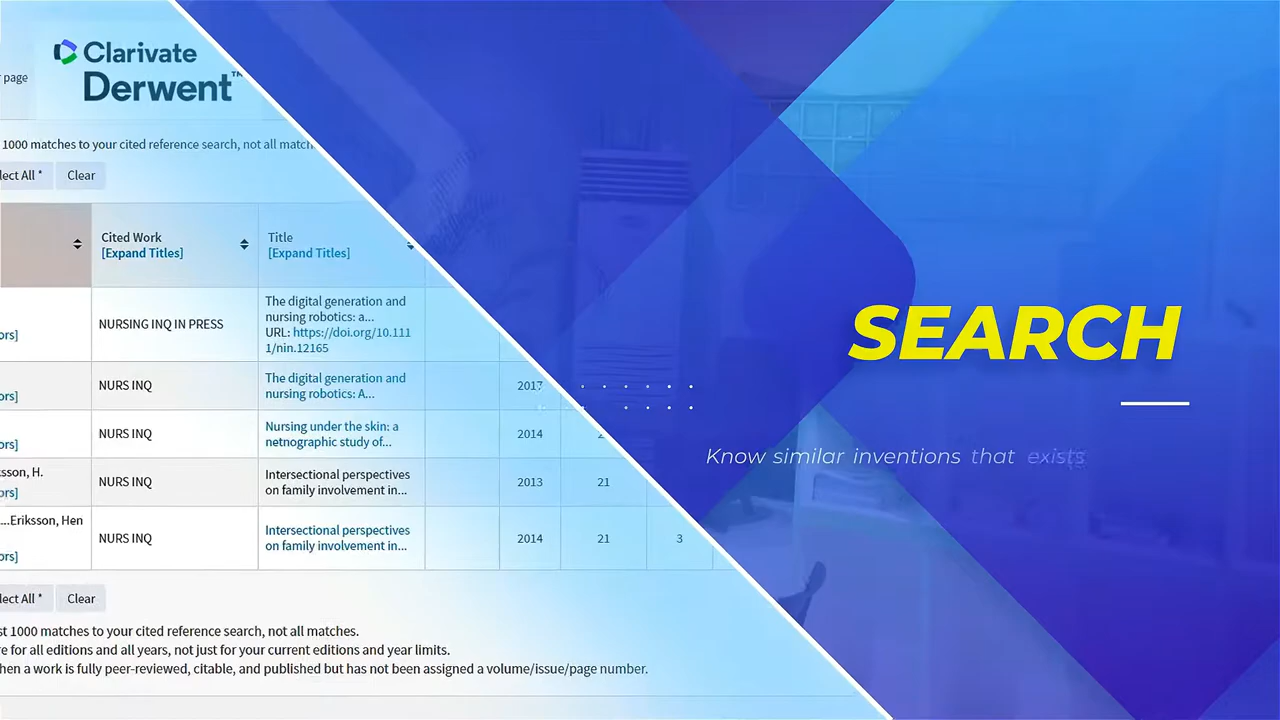 Clarivate
Derwent™
r page
1000 matches to your cited reference search, not all match
lect All *
Clear
Cited Work
[Expand Titles]
Title
[Expand Titles]
ors]
NURSING INQ IN PRESS
The digital generation and
nursing robotics: a...
URL: https://doi.org/10.111
1/nin.12165
ors]
NURS INQ
The digital generation and
nursing robotics: A...
2017
ors]
NURS INQ
Nursing under the skin: a
netnographic study of...
2014
sson, H.
ors]
NURS INQ
Intersectional perspectives
on family involvement in...
2013
21
...Eriksson, Hen
ors]
NURS INQ
Intersectional perspectives
on family involvement in...
2014
21
3
lect All *
Clear
st 1000 matches to your cited reference search, not all matches.
re for all editions and all years, not just for your current editions and year limits.
hen a work is fully peer-reviewed, citable, and published but has not been assigned a volume/issue/page number.
SEARCH
Know similar inventions that exists